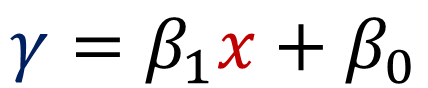 γ = β₁x + β₀